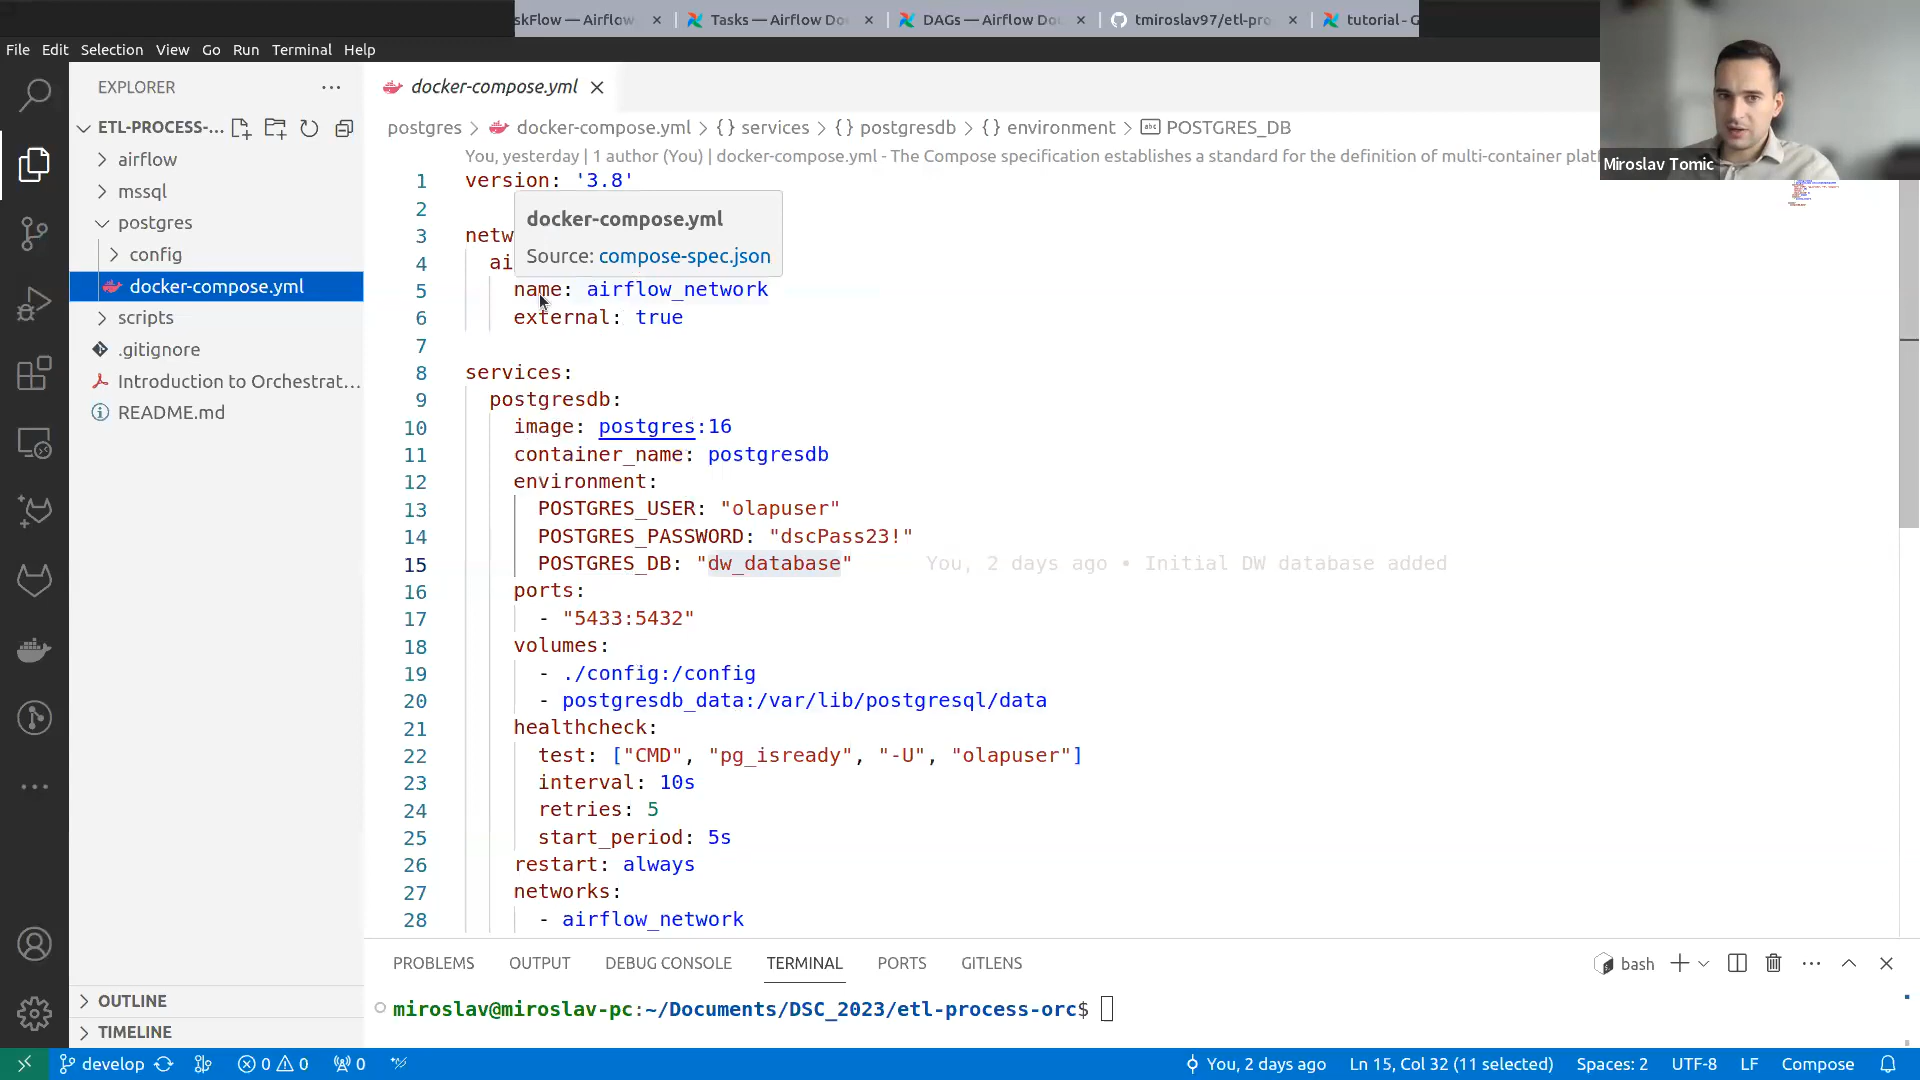 skFlow — Airflow
Tasks — Airflow Do
DAGs — Airflow Do
tmiroslav97/etl-pro
tutorial - G
File Edit Selection View Go Run Terminal Help
EXPLORER
ETL-PROCESS-...
airflow
mssql
postgres
config
docker-compose.yml
scripts
.gitignore
Introduction to Orchestrat...
README.md
OUTLINE
TIMELINE
docker-compose.yml
postgres > docker-compose.yml > {} services > {} postgresdb > {} environment > POSTGRES_DB
You, yesterday | 1 author (You) | docker-compose.yml - The Compose specification establishes a standard for the definition of multi-container plat
1 version: '3.8'
2
3 netw
4 ai
5 name: airflow_network
6 external: true
7
8 services:
9 postgresdb:
10 image: postgres:16
11 container_name: postgresdb
12 environment:
13 POSTGRES_USER: "olapuser"
14 POSTGRES_PASSWORD: "dscPass23!"
15 POSTGRES_DB: "dw_database" You, 2 days ago • Initial DW database added
16 ports:
17 - "5433:5432"
18 volumes:
19 - ./config:/config
20 - postgresdb_data:/var/lib/postgresql/data
21 healthcheck:
22 test: ["CMD", "pg_isready", "-U", "olapuser"]
23 interval: 10s
24 retries: 5
25 start_period: 5s
26 restart: always
27 networks:
28 - airflow_network
docker-compose.yml
Source: compose-spec.json
Miroslav Tomic
PROBLEMS OUTPUT DEBUG CONSOLE TERMINAL PORTS GITLENS
bash
miroslav@miroslav-pc:~/Documents/DSC_2023/etl-process-orc$
develop 0 0 0 You, 2 days ago Ln 15, Col 32 (11 selected) Spaces: 2 UTF-8 LF Compose